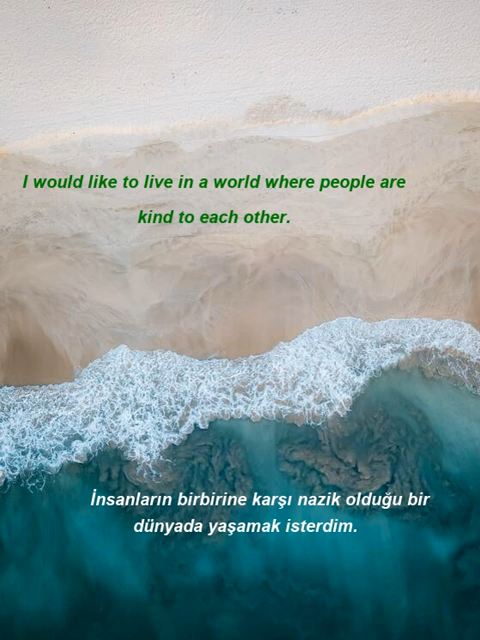 I would like to live in a world where people are
kind to each other.
İnsanların birbirine karşı nazik olduğu bir
dünyada yaşamak isterdim.